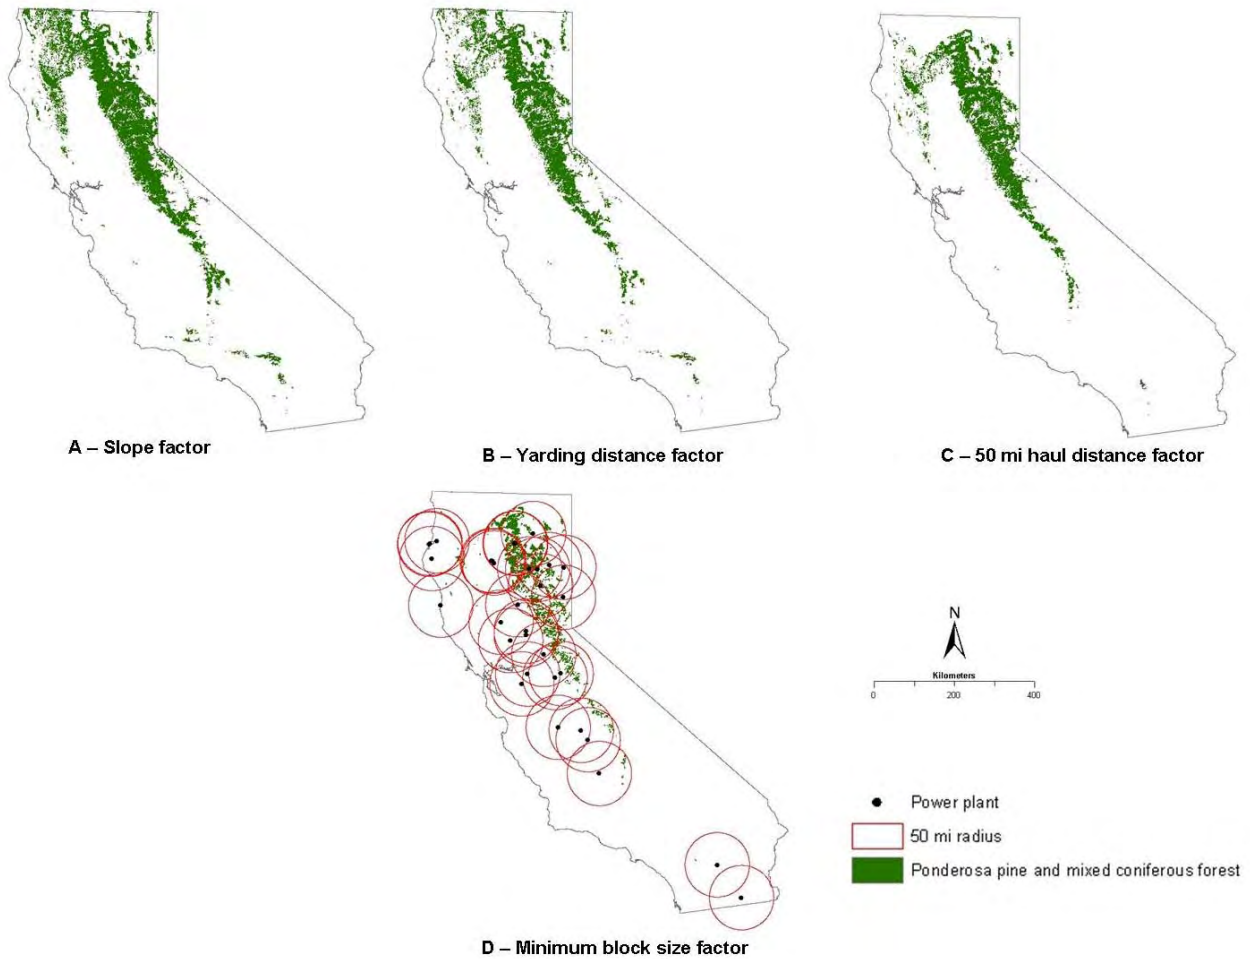 A – Slope factor
B – Yarding distance factor
C – 50 mi haul distance factor
N
Kilometers
0 200 400
Power plant
50 mi radius
Ponderosa pine and mixed coniferous forest
D – Minimum block size factor